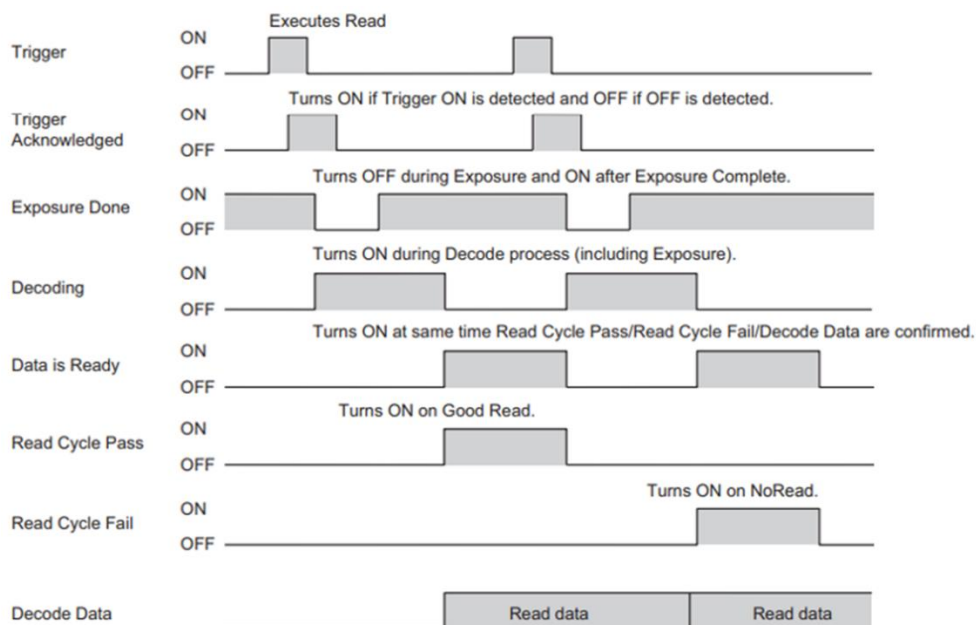 Executes Read
Trigger
ON
OFF
Turns ON if Trigger ON is detected and OFF if OFF is detected.
Trigger
Acknowledged
ON
OFF
Turns OFF during Exposure and ON after Exposure Complete.
Exposure Done
ON
OFF
Turns ON during Decode process (including Exposure).
Decoding
ON
OFF
Turns ON at same time Read Cycle Pass/Read Cycle Fail/Decode Data are confirmed.
Data is Ready
ON
OFF
Turns ON on Good Read.
Read Cycle Pass
ON
OFF
Turns ON on NoRead.
Read Cycle Fail
ON
OFF
Decode Data
Read data
Read data